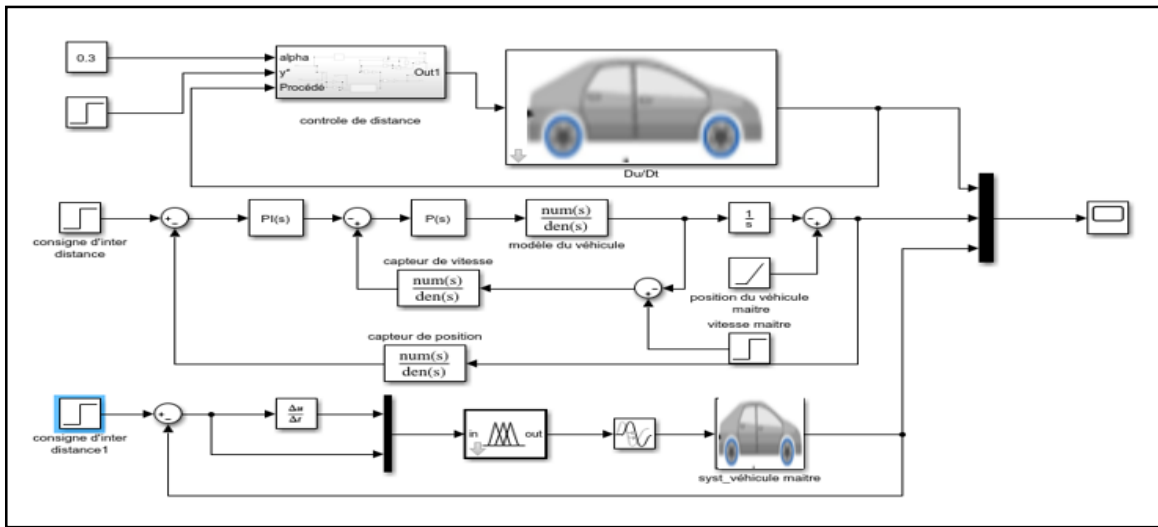 0.3
alpha
y*
Procédé
Out1
controle de distance
Du/Dt
consigne d'inter
distance
+
−
PI(s)
−
+
P(s)
num(s)
den(s)
modèle du véhicule
1
s
−
+
capteur de vitesse
num(s)
den(s)
−
+
position du véhicule
maitre
vitesse maitre
capteur de position
num(s)
den(s)
consigne d'inter
distance1
+
−
Δu
Δt
in
out
syst_véhicule maitre